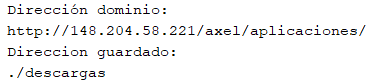 Dirección dominio:
http://148.204.58.221/axel/aplicaciones/
Direccion guardado:
./descargas